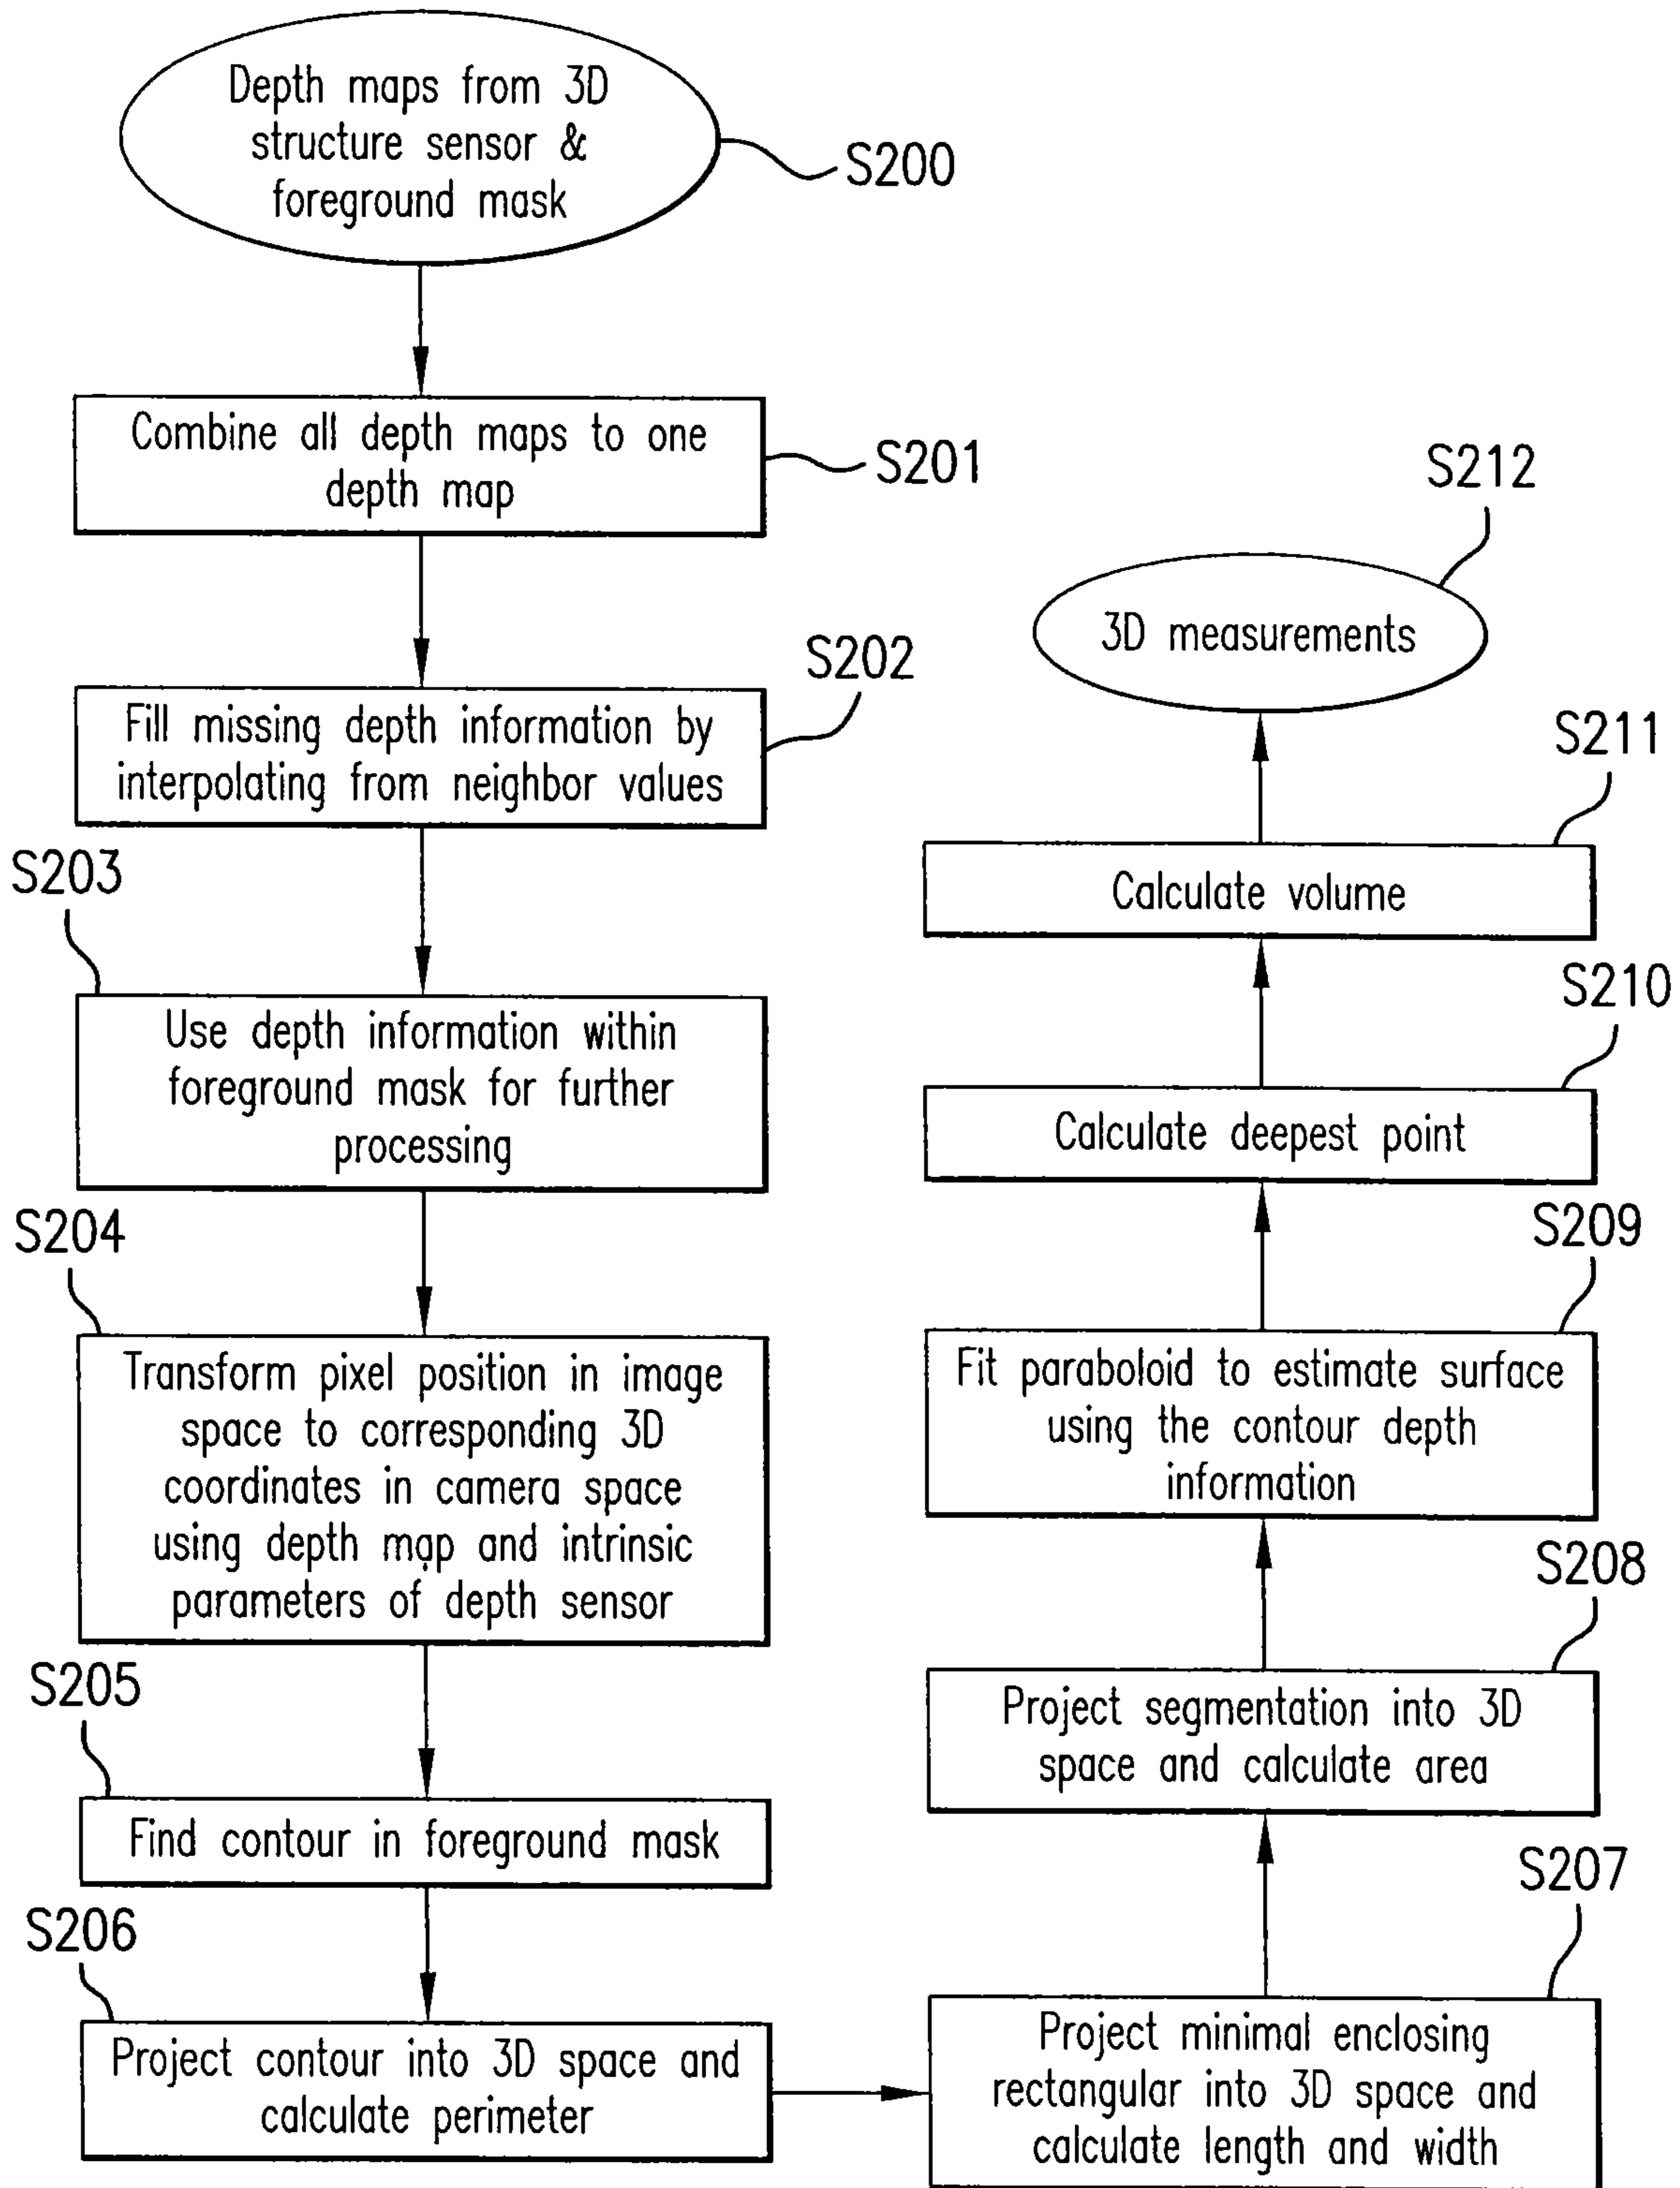 Depth maps from 3D
structure sensor &
foreground mask
S200
Combine all depth maps to one
depth map
S201
Fill missing depth information by
interpolating from neighbor values
S202
S203
Use depth information within
foreground mask for further
processing
S204
Transform pixel position in image
space to corresponding 3D
coordinates in camera space
using depth map and intrinsic
parameters of depth sensor
S205
Find contour in foreground mask
S206
Project contour into 3D space and
calculate perimeter
S207
Project minimal enclosing
rectangular into 3D space and
calculate length and width
S208
Project segmentation into 3D
space and calculate area
S209
Fit paraboloid to estimate surface
using the contour depth
information
S210
Calculate deepest point
S211
Calculate volume
S212
3D measurements